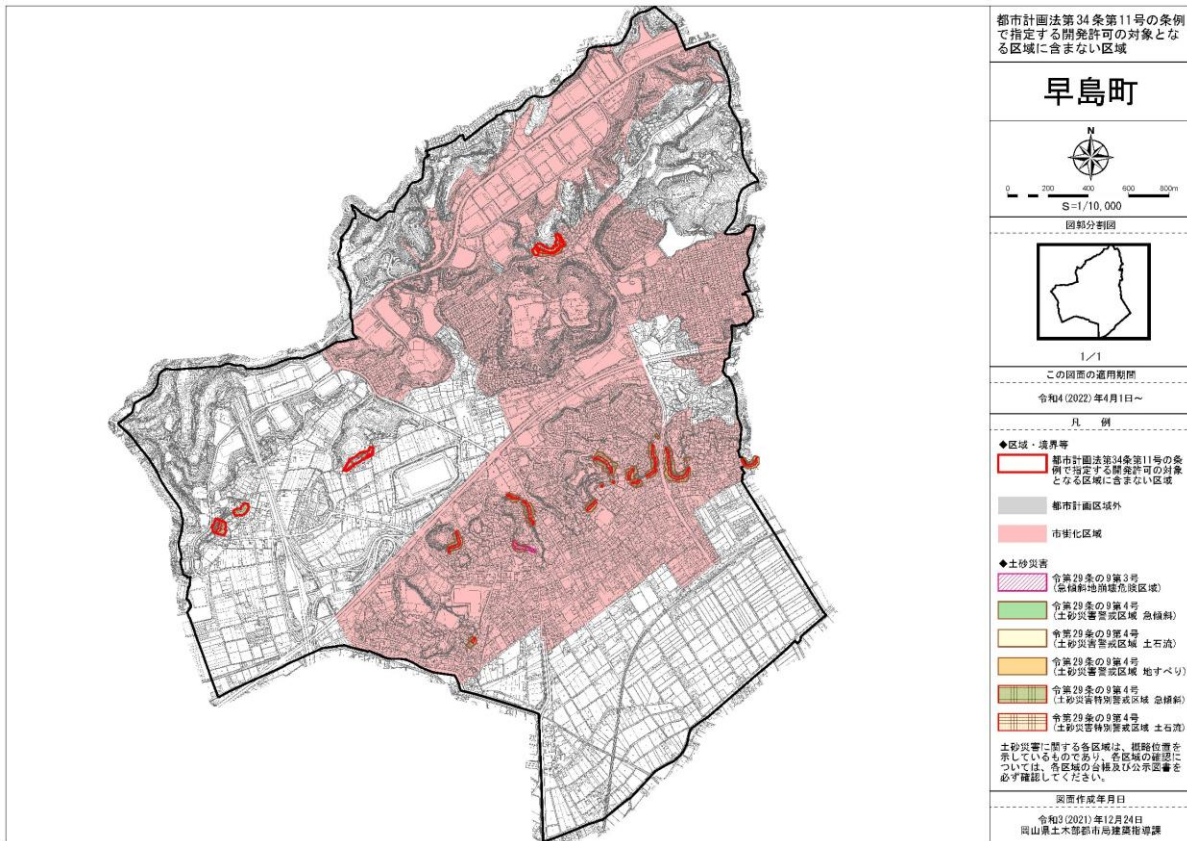 都市計画法第34条第11号の条例
で指定する開発許可の対象とな
る区域に含まない区域
早島町
N
0 200 400 600 800m
S=1/10,000
図郭分割図
1/1
この図面の適用期間
令和4(2022)年4月1日～
凡 例
◆区域・境界等
都市計画法第34条第11号の条
例で指定する開発許可の対象
となる区域に含まない区域
都市計画区域外
市街化区域
◆土砂災害
令第29条の9第3号
(急傾斜地崩壊危険区域)
令第29条の9第4号
(土砂災害警戒区域 急傾斜)
令第29条の9第4号
(土砂災害警戒区域 土石流)
令第29条の9第4号
(土砂災害警戒区域 地すべり)
令第29条の9第4号
(土砂災害特別警戒区域 急傾斜)
令第29条の9第4号
(土砂災害特別警戒区域 土石流)
土砂災害に関する各区域は、概略位置を
示しているものであり、各区域の確認に
ついては、各区域の台帳及び公示図書を
必ず確認してください。
図面作成年月日
令和3(2021)年12月24日
岡山県土木部都市局建築指導課